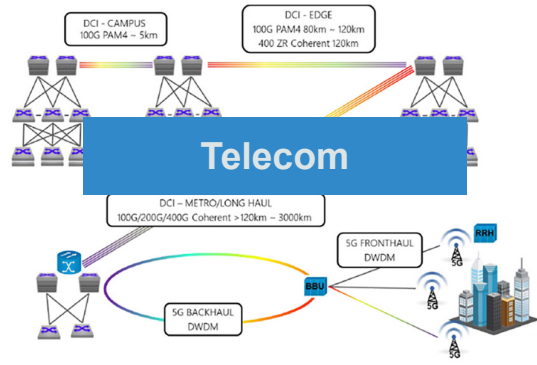 DCI - CAMPUS
100G PAM4 ~ 5km
DCI - EDGE
100G PAM4 80km ~ 120km
400 ZR Coherent 120km
Telecom
DCI – METRO/LONG HAUL
100G/200G/400G Coherent >120km ~ 3000km
5G FRONTHAUL
DWDM
RRH
5G
BBU
5G
5G BACKHAUL
DWDM
5G